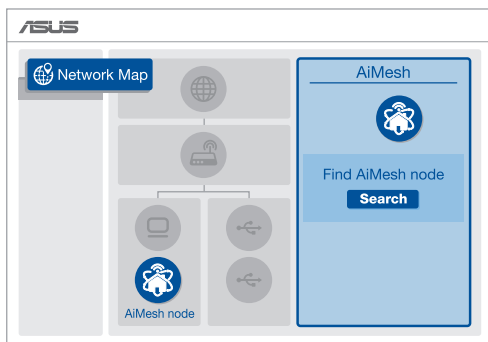 ASUS
Network Map
AiMesh
Find AiMesh node
Search
AiMesh node